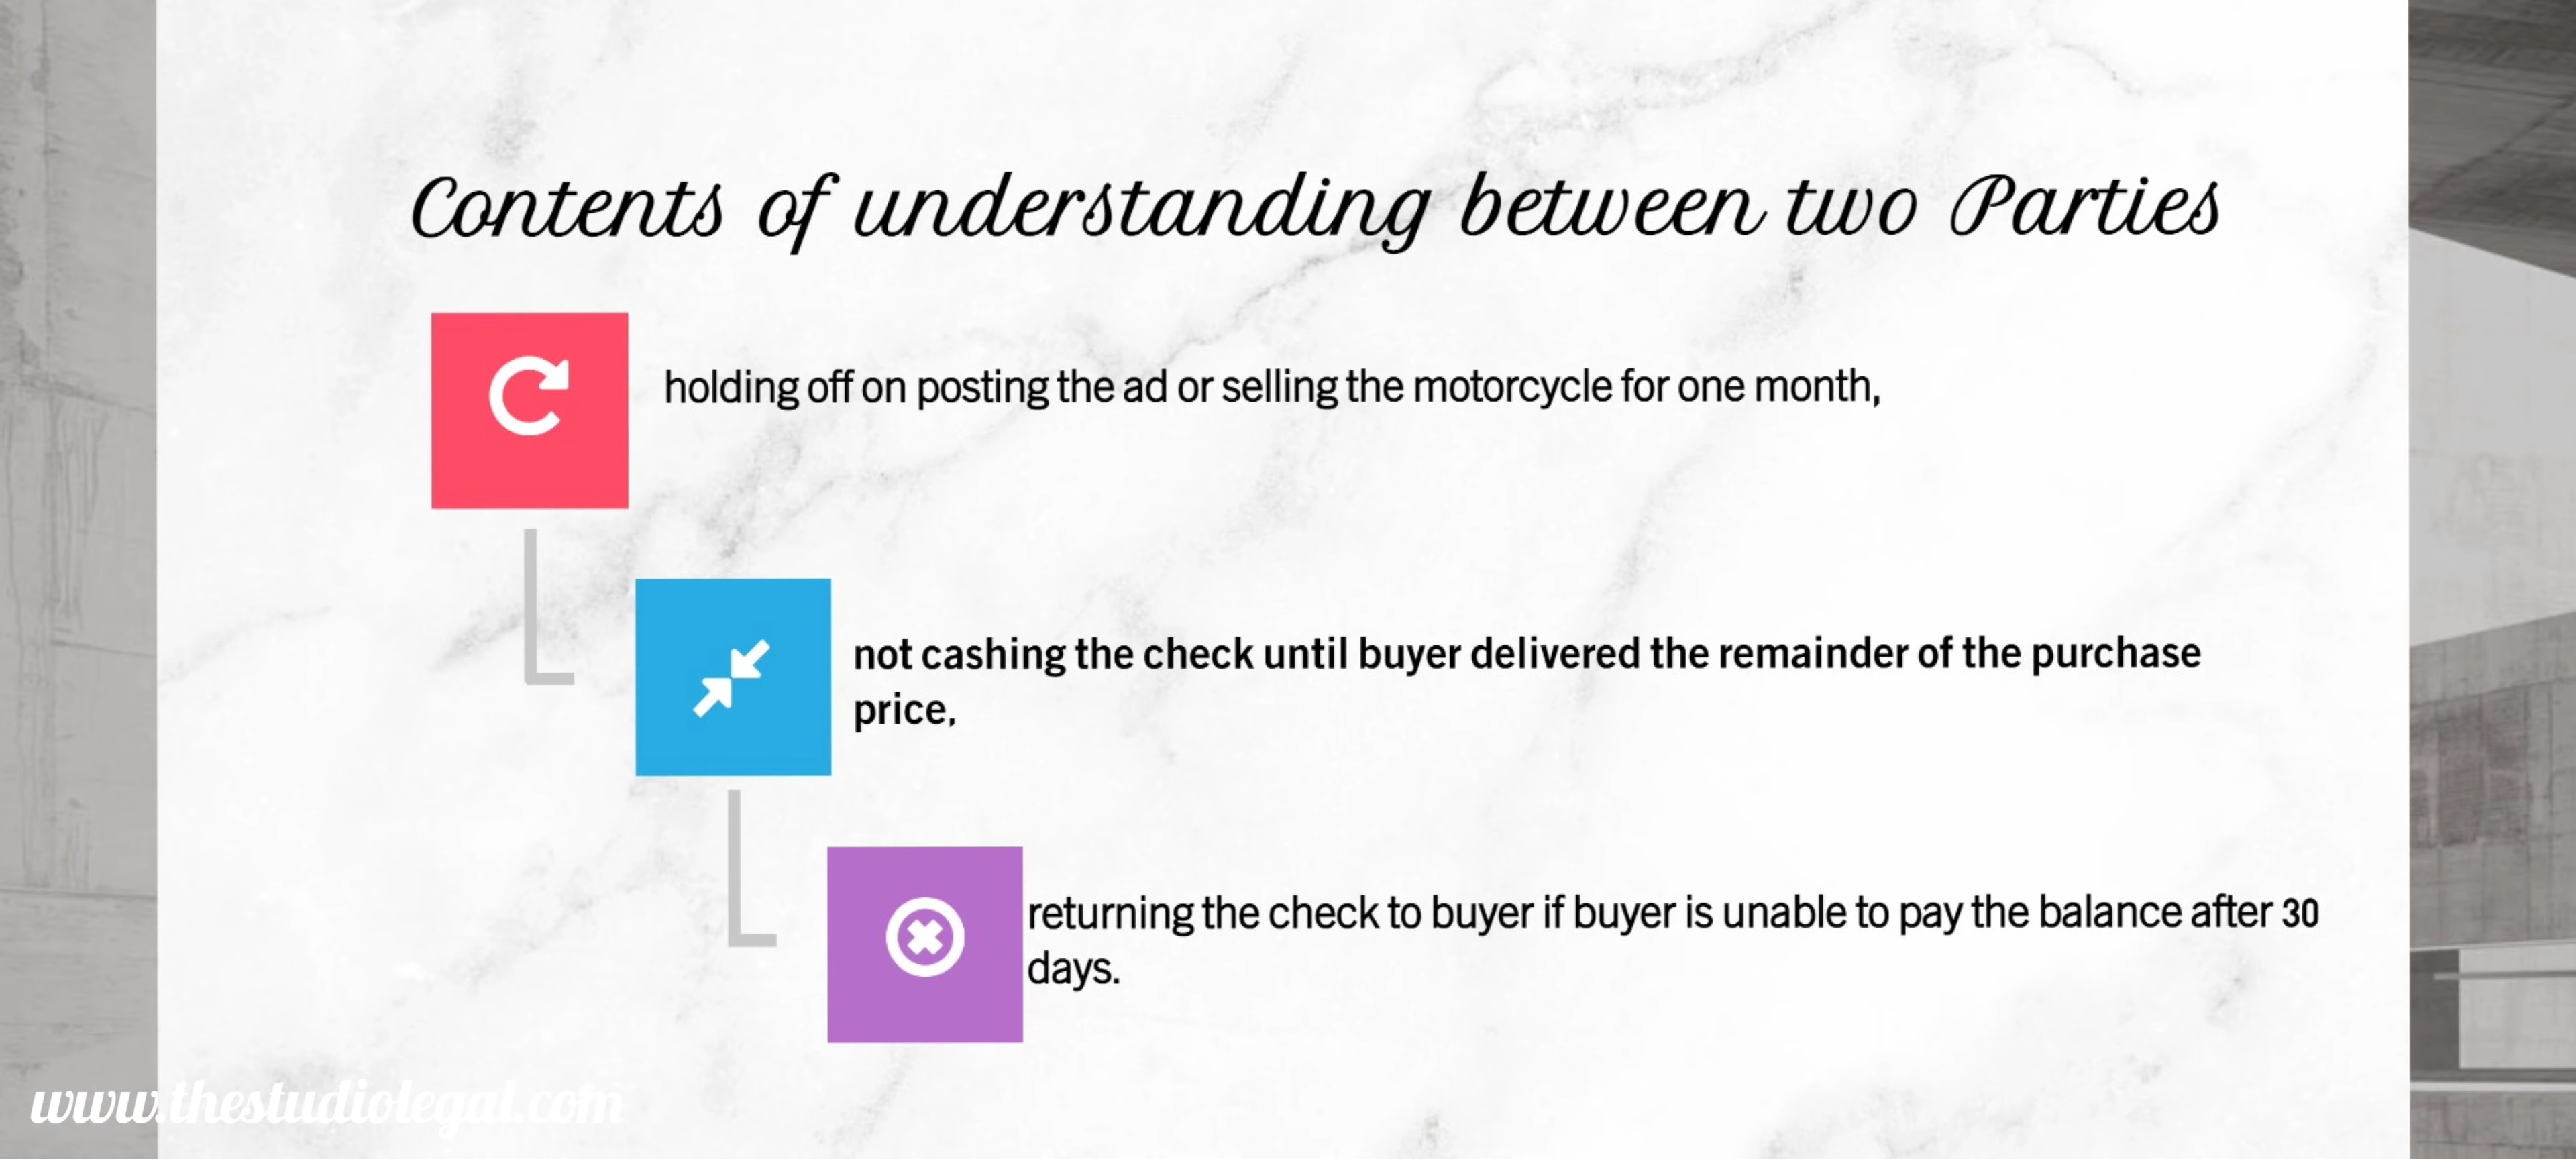 Contents of understanding between two Parties
holding off on posting the ad or selling the motorcycle for one month,
not cashing the check until buyer delivered the remainder of the purchase
price,
returning the check to buyer if buyer is unable to pay the balance after 30
days.
www.thestudiolegal.com